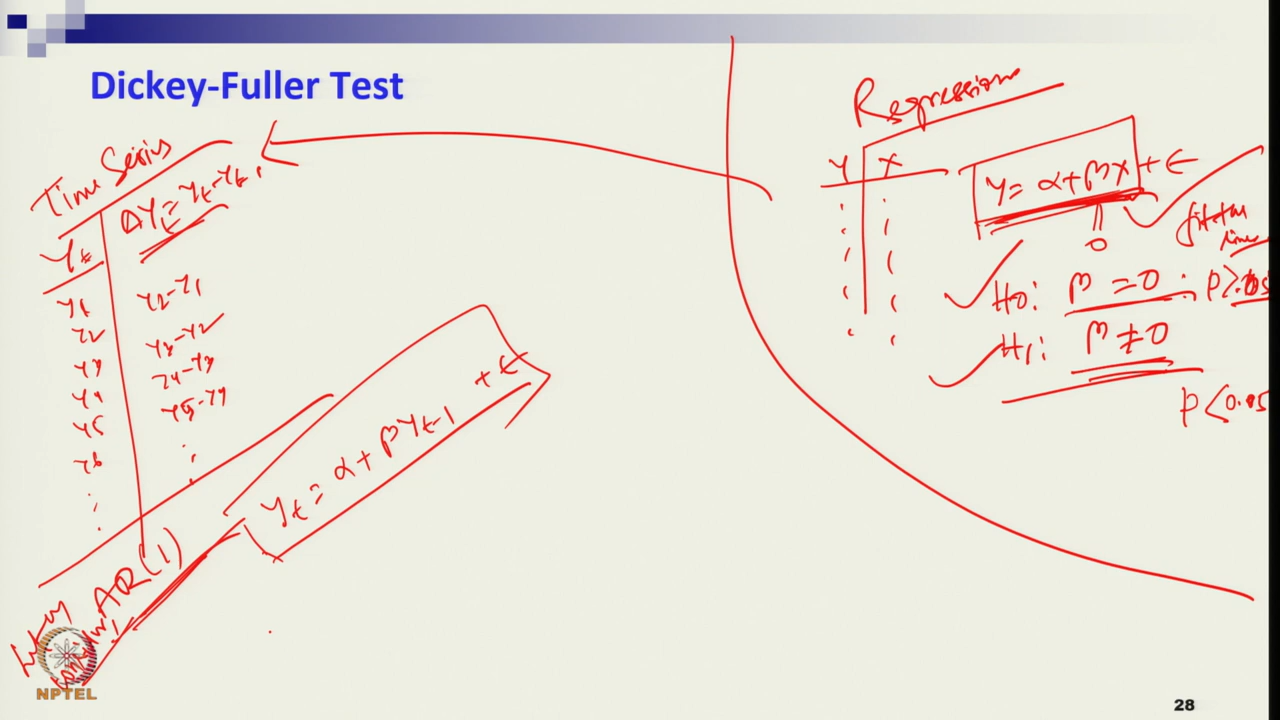 Dickey-Fuller Test
Time Series
Yt
ΔYt = Yt - Yt-1
Y1
Y2
Y3
Y4
Y5
Y6
Y2-Y1
Y3-Y2
Y4-Y3
Y5-Y4
AR(1)
Yt = α + βYt-1 + ε
Regression
Y X
Y = α + βX + ε
0
line
H0: β = 0 :
H1: β ≠ 0
P < 0.05
NPTEL
28